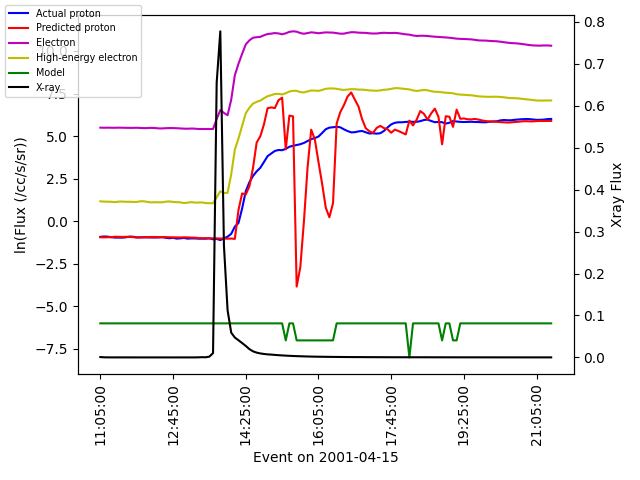 Actual proton
Predicted proton
Electron
High-energy electron
Model
X-ray
10.0
7.5
5.0
2.5
0.0
−2.5
−5.0
−7.5
ln(Flux (/cc/s/sr))
0.8
0.7
0.6
0.5
0.4
0.3
0.2
0.1
0.0
Xray Flux
11:05:00
12:45:00
14:25:00
16:05:00
17:45:00
19:25:00
21:05:00
Event on 2001-04-15